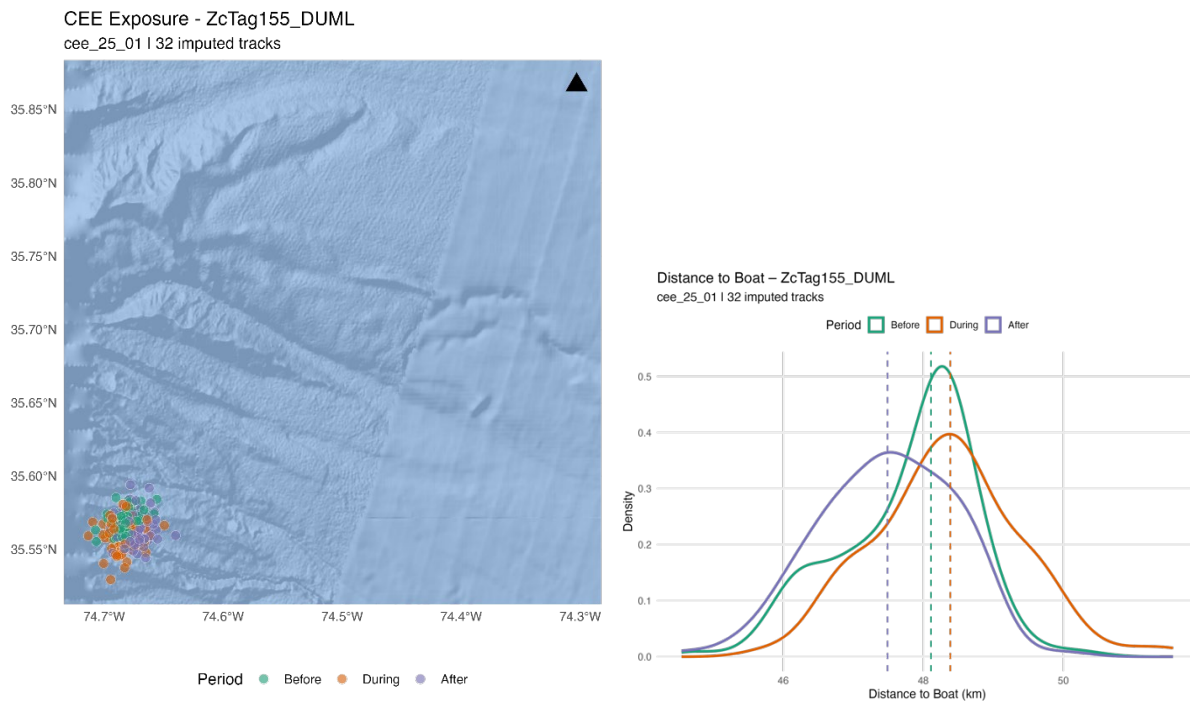 CEE Exposure - ZcTag155_DUML
cee_25_01 | 32 imputed tracks
35.85°N
35.80°N
35.75°N
35.70°N
35.65°N
35.60°N
35.55°N
74.7°W 74.6°W 74.5°W 74.4°W 74.3°W
Period Before During After
Distance to Boat – ZcTag155_DUML
cee_25_01 | 32 imputed tracks
Period Before During After
Density
0.5
0.4
0.3
0.2
0.1
0.0
46 48 50
Distance to Boat (km)